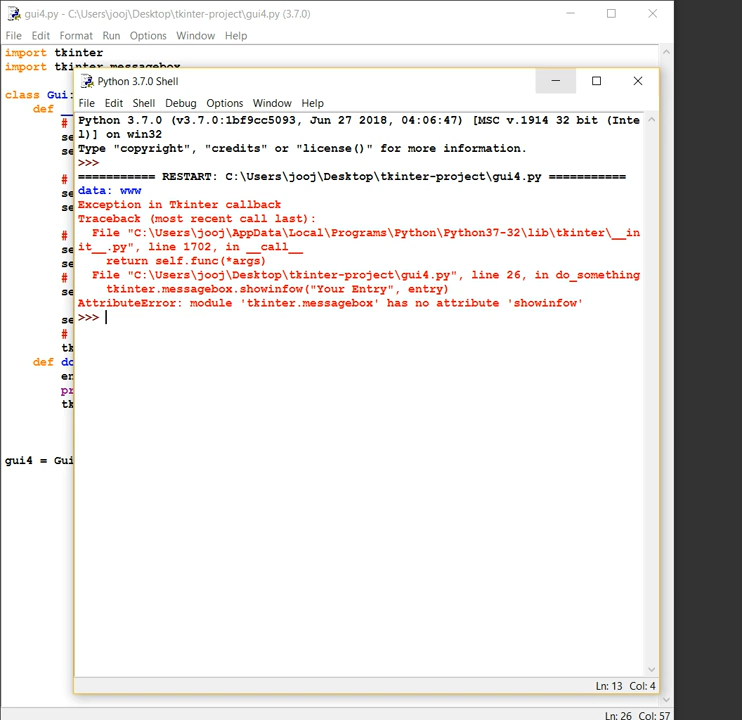 gui4.py - C:\Users\jooj\Desktop\tkinter-project\gui4.py (3.7.0)
File Edit Format Run Options Window Help
import tkinter
import tkinter.messagebox
Python 3.7.0 Shell
class Gui:
def
File Edit Shell Debug Options Window Help
Python 3.7.0 (v3.7.0:1bf9cc5093, Jun 27 2018, 04:06:47) [MSC v.1914 32 bit (Inte
l)] on win32
Type "copyright", "credits" or "license()" for more information.
>>>
=========== RESTART: C:\Users\jooj\Desktop\tkinter-project\gui4.py ===========
data: www
Exception in Tkinter callback
Traceback (most recent call last):
File "C:\Users\jooj\AppData\Local\Programs\Python\Python37-32\lib\tkinter\__in
it__.py", line 1702, in __call__
return self.func(*args)
File "C:\Users\jooj\Desktop\tkinter-project\gui4.py", line 26, in do_something
tkinter.messagebox.showinfow("Your Entry", entry)
AttributeError: module 'tkinter.messagebox' has no attribute 'showinfow'
>>>
#
se
se
#
se
se
#
se
se
#
se
se
#
tk
def do
en
pr
tk
gui4 = Gui
Ln: 13 Col: 4
Ln: 26 Col: 57